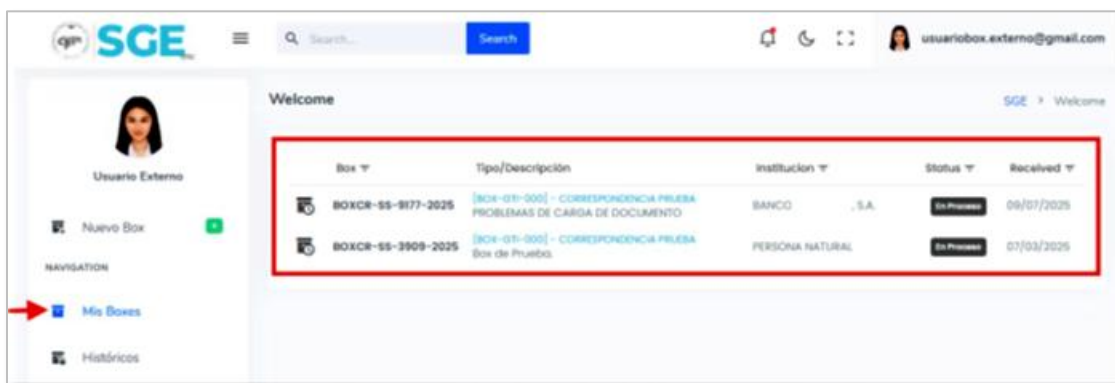 SGE
Search...
Search
usuariobox.externo@gmail.com
Usuario Externo
Nuevo Box
NAVIGATION
Mis Boxes
Históricos
Welcome
SGE > Welcome
Box Tipo/Descripción Institucion Status Received
BOXCR-SS-9177-2025 [BOX-GTI-000] - CORRESPONDENCIA PRUEBA BANCO , S.A. En Proceso 09/07/2025
PROBLEMAS DE CARGA DE DOCUMENTO
BOXCR-SS-3909-2025 [BOX-GTI-000] - CORRESPONDENCIA PRUEBA PERSONA NATURAL En Proceso 07/03/2025
Box de Prueba.